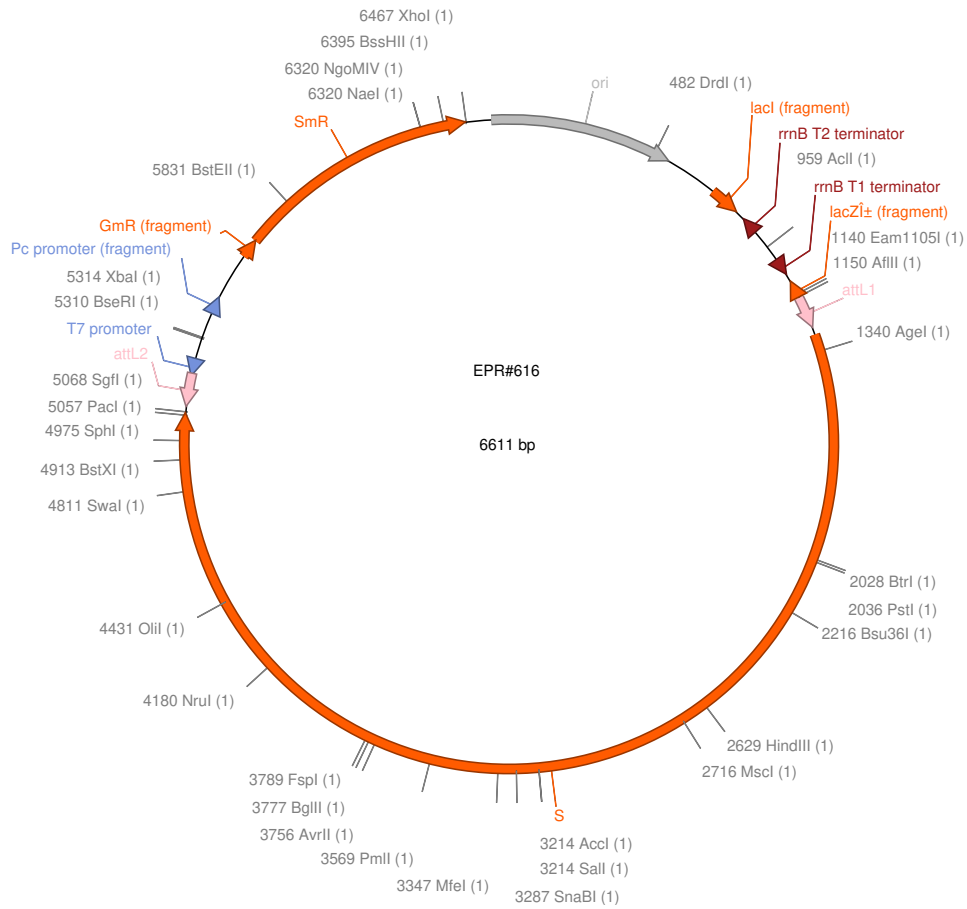 6467 XhoI (1)
6395 BssHII (1)
6320 NgoMIV (1)
6320 NaeI (1)
SmR
5831 BstEII (1)
GmR (fragment)
Pc promoter (fragment)
5314 XbaI (1)
5310 BseRI (1)
T7 promoter
attL2
5068 SgfI (1)
5057 PacI (1)
4975 SphI (1)
4913 BstXI (1)
4811 SwaI (1)
4431 OliI (1)
4180 NruI (1)
3789 FspI (1)
3777 BglII (1)
3756 AvrII (1)
3569 PmlI (1)
3347 MfeI (1)
3287 SnaBI (1)
3214 SalI (1)
3214 AccI (1)
S
2716 MscI (1)
2629 HindIII (1)
2216 Bsu36I (1)
2036 PstI (1)
2028 BtrI (1)
1340 AgeI (1)
attL1
1150 AflII (1)
1140 Eam1105I (1)
lacZÎ± (fragment)
rrnB T1 terminator
959 AclI (1)
rrnB T2 terminator
lacI (fragment)
482 DrdI (1)
ori
EPR#616
6611 bp